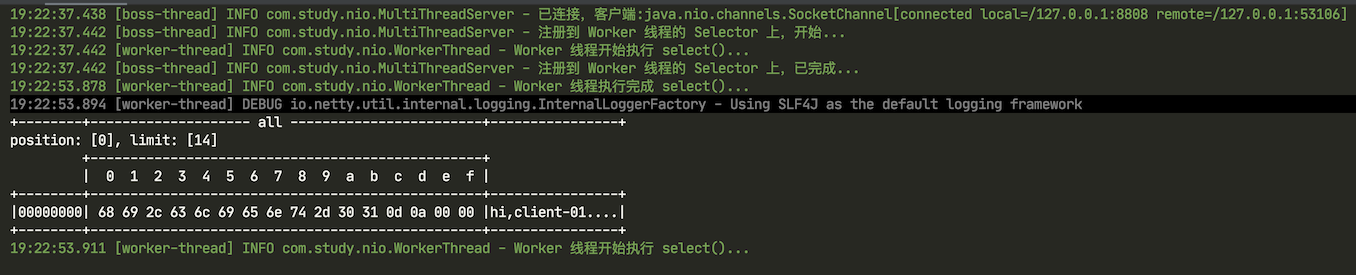 19:22:37.438 [boss-thread] INFO com.study.nio.MultiThreadServer - 已连接，客户端:java.nio.channels.SocketChannel[connected local=/127.0.0.1:8808 remote=/127.0.0.1:53106]
19:22:37.442 [boss-thread] INFO com.study.nio.MultiThreadServer - 注册到 Worker 线程的 Selector 上，开始...
19:22:37.442 [worker-thread] INFO com.study.nio.WorkerThread - Worker 线程开始执行 select()...
19:22:37.442 [boss-thread] INFO com.study.nio.MultiThreadServer - 注册到 Worker 线程的 Selector 上，已完成...
19:22:53.878 [worker-thread] INFO com.study.nio.WorkerThread - Worker 线程执行完成 select()...
19:22:53.894 [worker-thread] DEBUG io.netty.util.internal.logging.InternalLoggerFactory - Using SLF4J as the default logging framework
+--------+-------------------- all ------------------------+----------------+
position: [0], limit: [14]
         +-------------------------------------------------+
         |  0  1  2  3  4  5  6  7  8  9  a  b  c  d  e  f |
+--------+-------------------------------------------------+----------------+
|00000000| 68 69 2c 63 6c 69 65 6e 74 2d 30 31 0d 0a 00 00 |hi,client-01....|
+--------+-------------------------------------------------+----------------+
19:22:53.911 [worker-thread] INFO com.study.nio.WorkerThread - Worker 线程开始执行 select()...